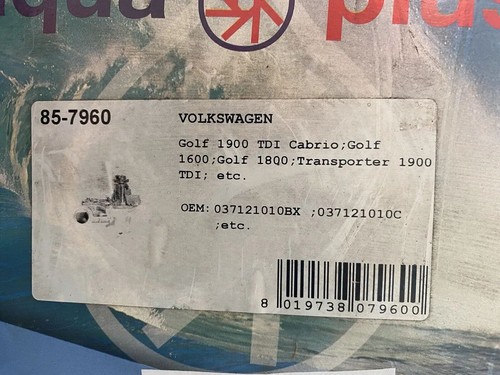 aqua plus
85-7960
VOLKSWAGEN
Golf 1900 TDI Cabrio;Golf
1600;Golf 1800;Transporter 1900
TDI; etc.
OEM: 037121010BX ;037121010C
;etc.
8 019738 079600